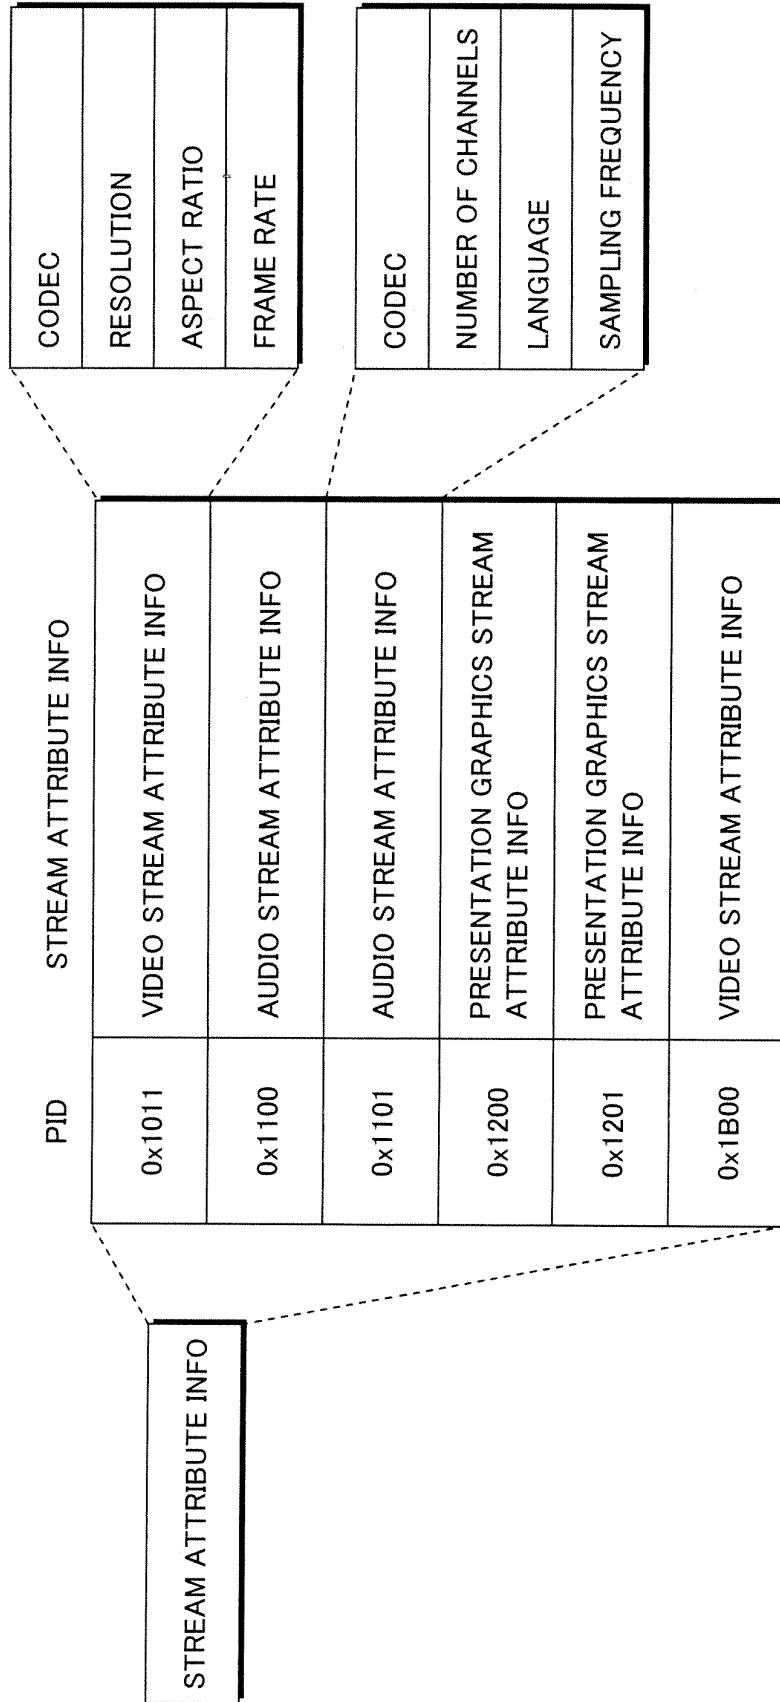 STREAM ATTRIBUTE INFO
PID
STREAM ATTRIBUTE INFO
0x1011
VIDEO STREAM ATTRIBUTE INFO
0x1100
AUDIO STREAM ATTRIBUTE INFO
0x1101
AUDIO STREAM ATTRIBUTE INFO
0x1200
PRESENTATION GRAPHICS STREAM
ATTRIBUTE INFO
0x1201
PRESENTATION GRAPHICS STREAM
ATTRIBUTE INFO
0x1B00
VIDEO STREAM ATTRIBUTE INFO
CODEC
RESOLUTION
ASPECT RATIO
FRAME RATE
CODEC
NUMBER OF CHANNELS
LANGUAGE
SAMPLING FREQUENCY